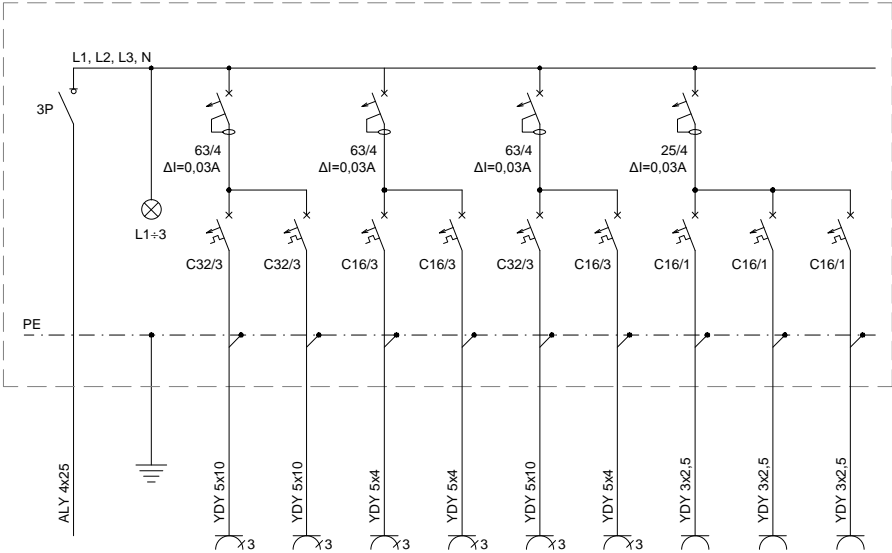 L1, L2, L3, N
3P
63/4
ΔI=0,03A
63/4
ΔI=0,03A
63/4
ΔI=0,03A
25/4
ΔI=0,03A
L1÷3
C32/3
C32/3
C16/3
C16/3
C32/3
C16/3
C16/1
C16/1
C16/1
PE
ALY 4x25
YDY 5x10
YDY 5x10
YDY 5x4
YDY 5x4
YDY 5x10
YDY 5x4
YDY 3x2,5
YDY 3x2,5
YDY 3x2,5
3
3
3
3
3
3